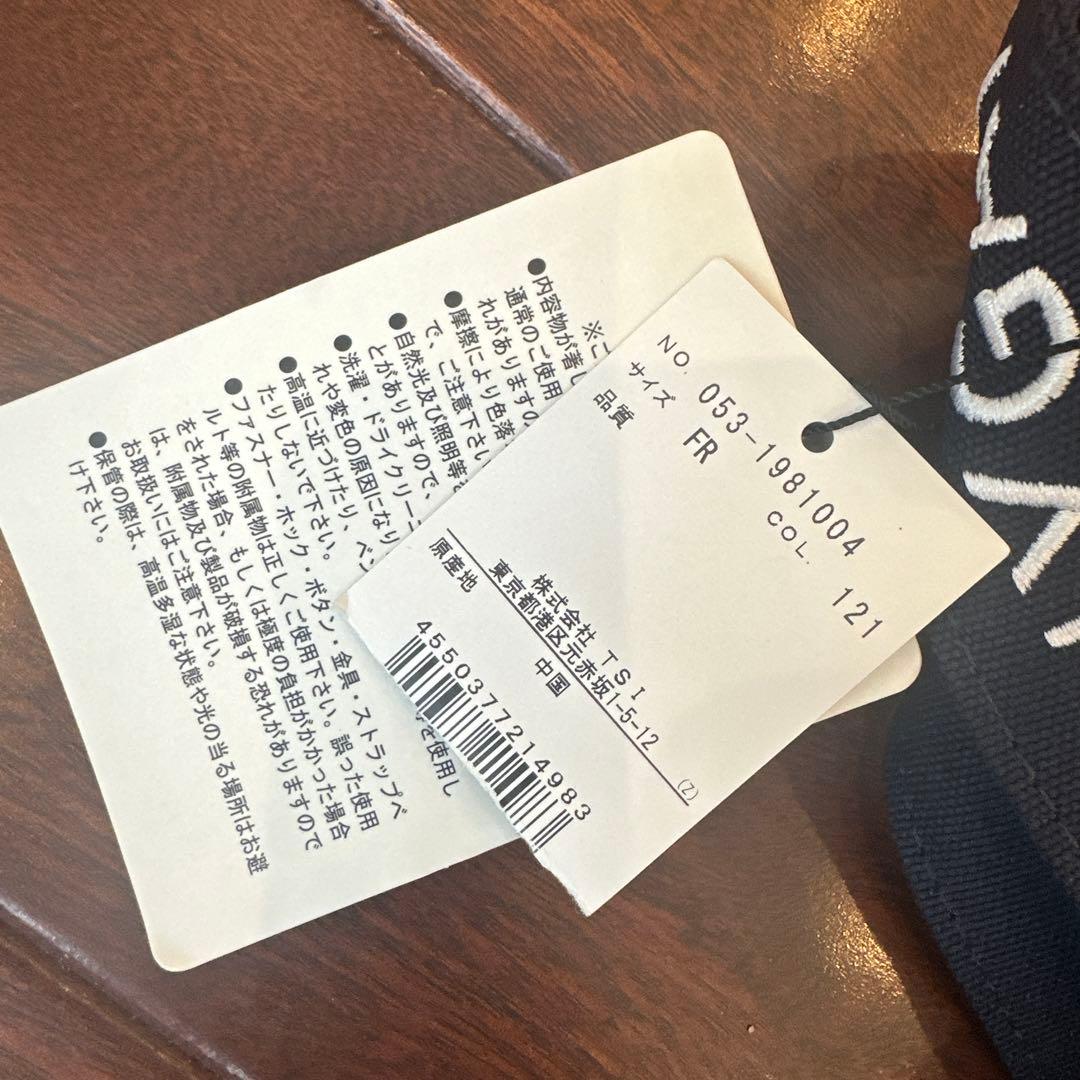 NO. 053-1981004
COL. 121
サイズ FR
品質
株式会社 TSI
東京都港区元赤坂1-5-12
(Z)
原産地 中国
4550377214983
※こ
●内容物が著し
通常のご使用
れがありますの
●摩擦により色落
で、ご注意下さい
●自然光及び照明等
とがありますので、
●洗濯・ドライクリーニ
れや変色の原因になり
●高温に近づけたり、ベン
を使用し
たりしないで下さい。
●ファスナー・ホック・ボタン・金具・ストラップベ
ルト等の附属物は正しくご使用下さい。誤った使用
をされた場合、もしくは極度の負担がかかった場合
は、附属物及び製品が破損する恐れがありますので
お取扱いにはご注意下さい。
●保管の際は、高温多湿な状態や光の当る場所はお避
け下さい。